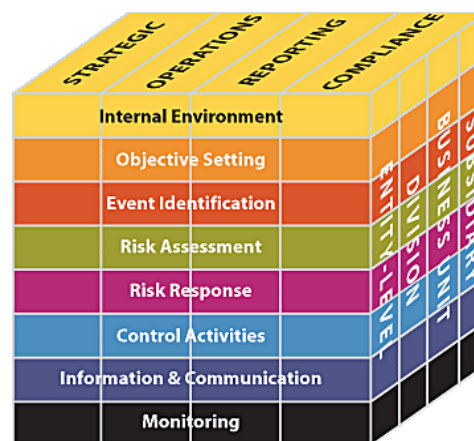 STRATEGIC
OPERATIONS
REPORTING
COMPLIANCE
Internal Environment
Objective Setting
Event Identification
Risk Assessment
Risk Response
Control Activities
Information & Communication
Monitoring
ENTITY-LEVEL
DIVISION
BUSINESS UNIT
SUBSIDIARY